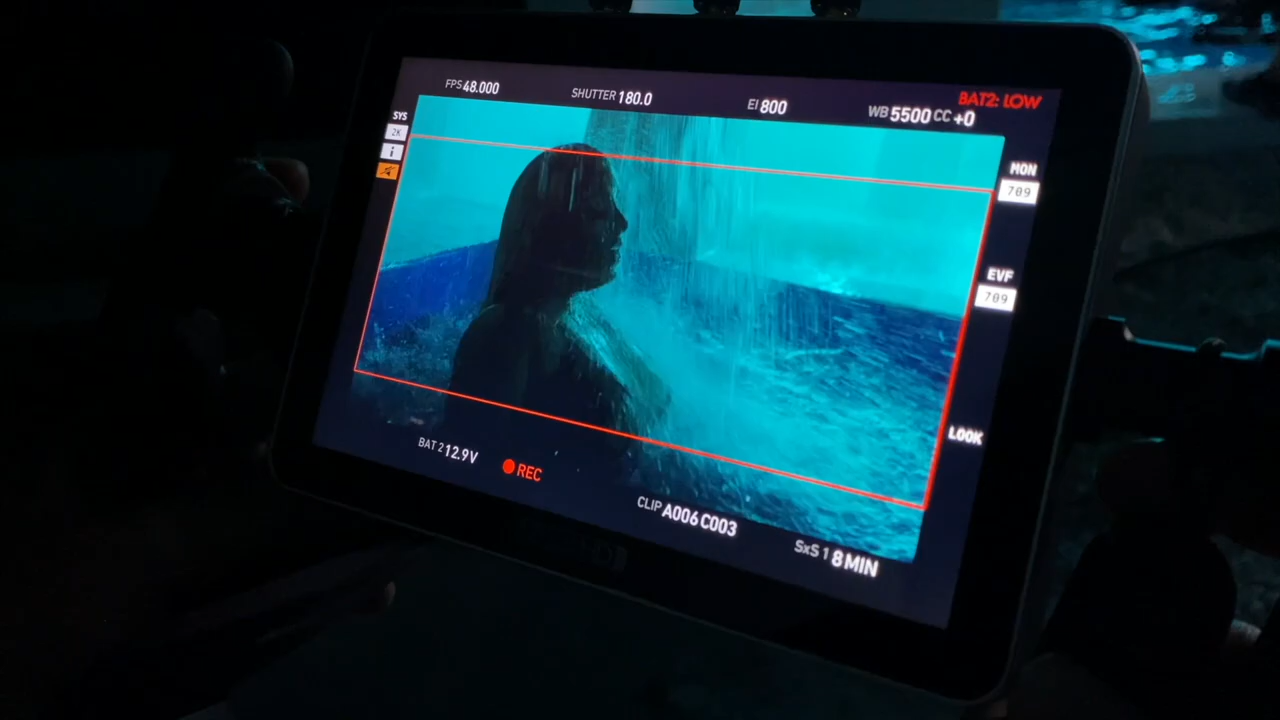 FPS 48.000 SHUTTER 180.0 EI 800 WB 5500 CC +0 BAT2: LOW
SYS
2K
i
MON
709
EVF
709
LOOK
BAT 2 12.9V REC CLIP A006 C003 SxS 1 8 MIN